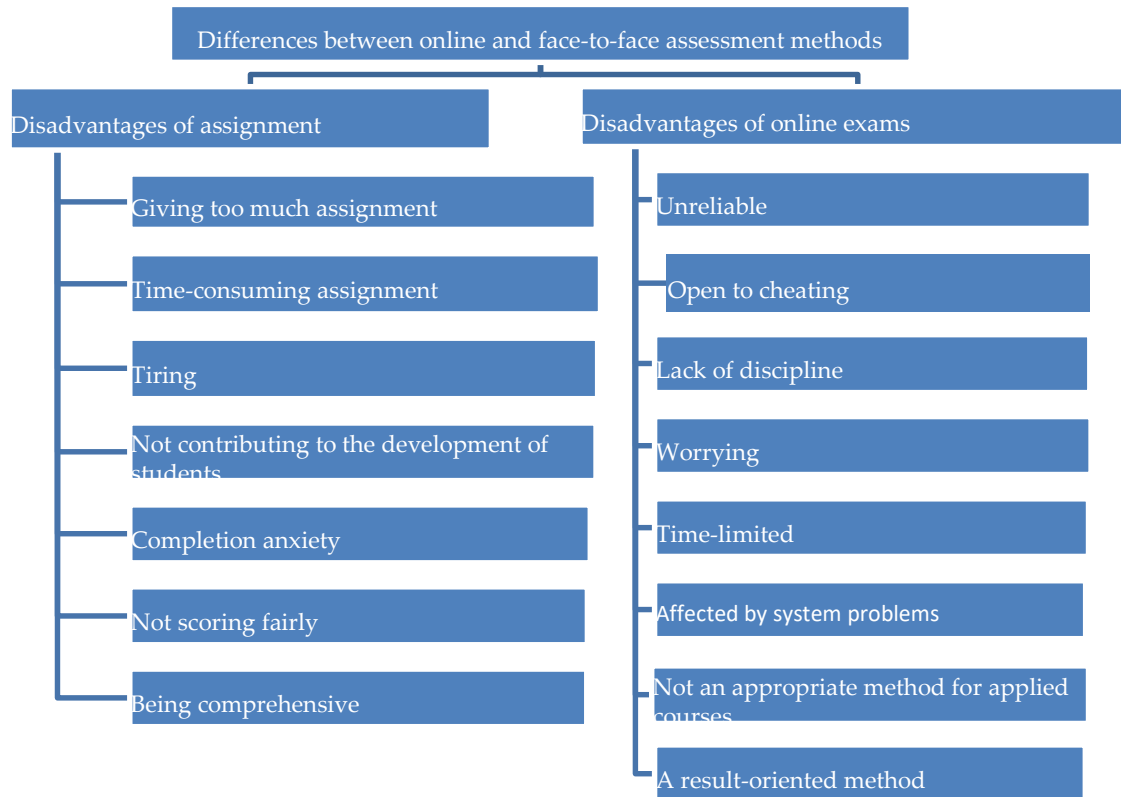 Differences between online and face-to-face assessment methods
Disadvantages of assignment
Giving too much assignment
Time-consuming assignment
Tiring
Not contributing to the development of
students
Completion anxiety
Not scoring fairly
Being comprehensive
Disadvantages of online exams
Unreliable
Open to cheating
Lack of discipline
Worrying
Time-limited
Affected by system problems
Not an appropriate method for applied
courses
A result-oriented method